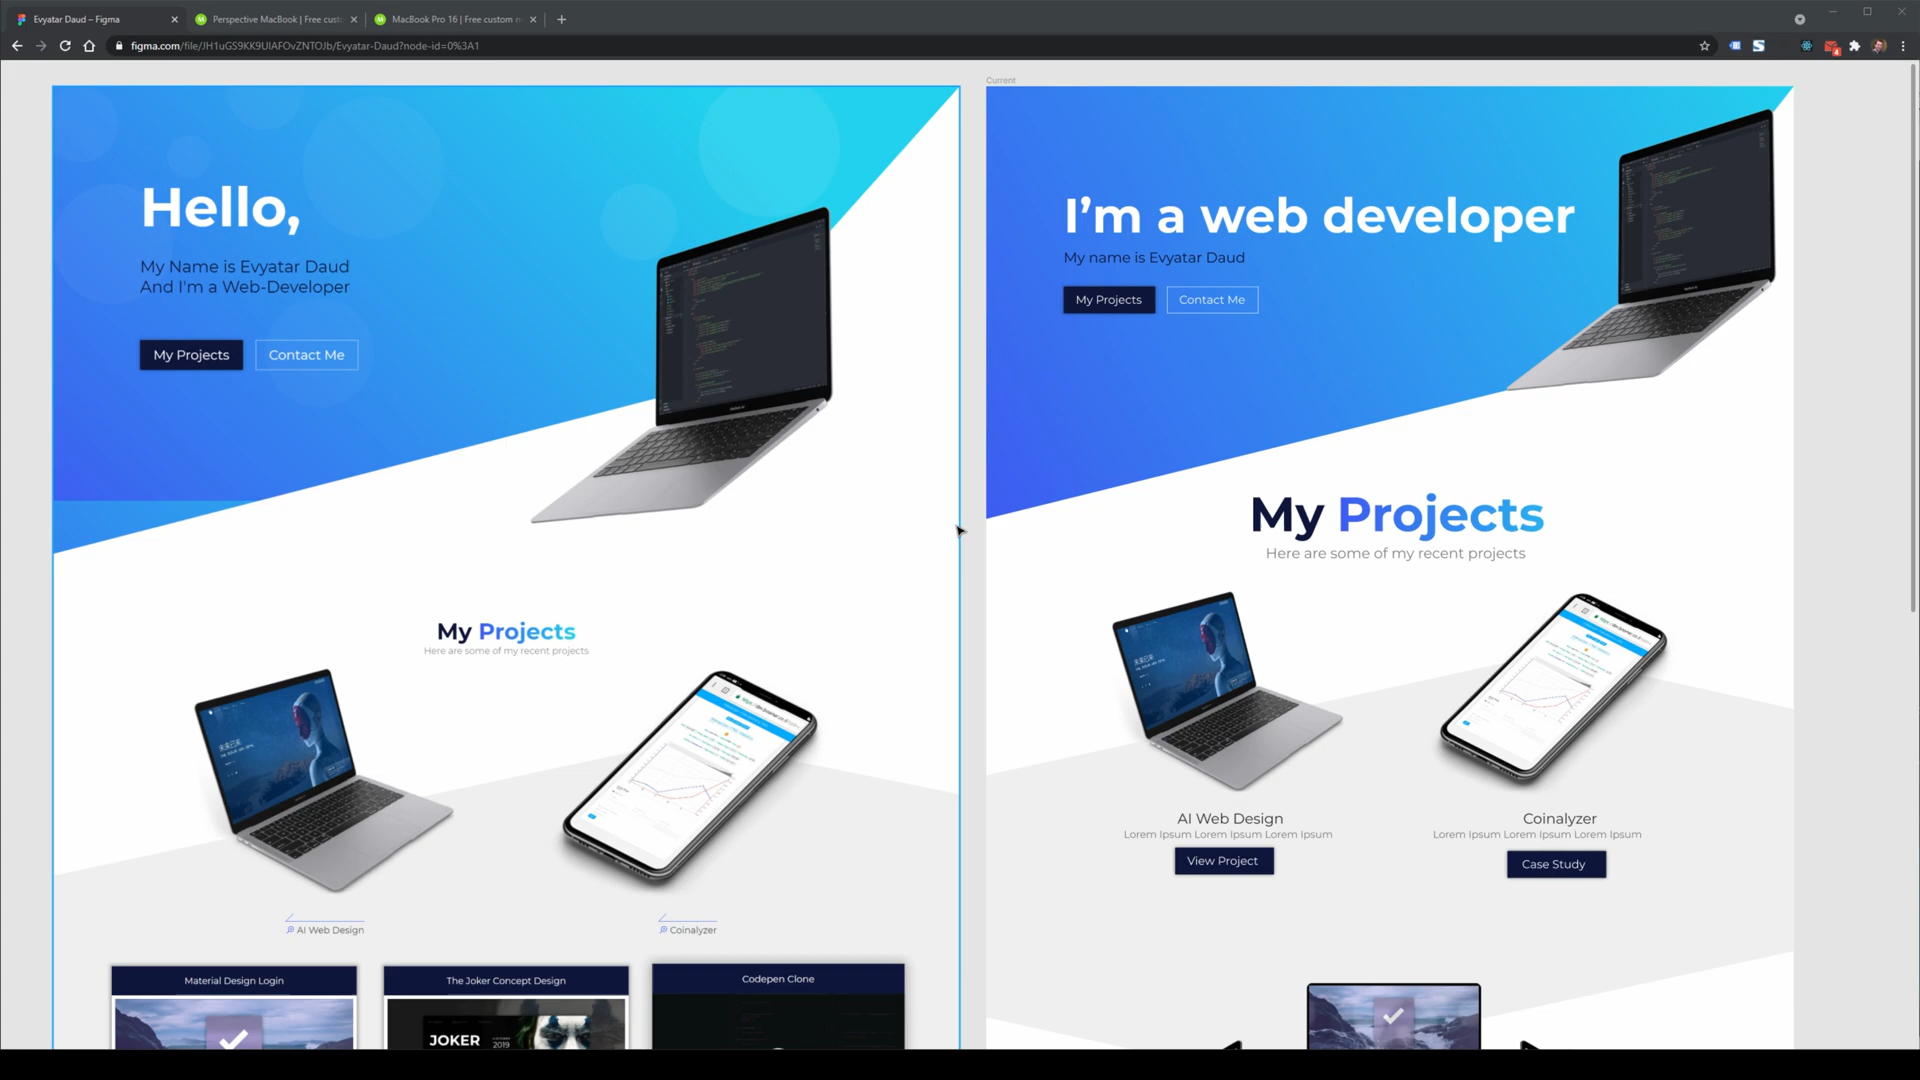 Evyatar Daud – Figma
Perspective MacBook | Free cust
MacBook Pro 16 | Free custom
figma.com/file/JH1uGS9KK9UIAFOvZNTOJb/Evyatar-Daud?node-id=0%3A1
4
Hello,
My Name is Evyatar Daud
And I'm a Web-Developer
My Projects
Contact Me
My Projects
Here are some of my recent projects
AI Web Design
Coinalyzer
Material Design Login
The Joker Concept Design
Codepen Clone
JOKER
2019
Current
I’m a web developer
My name is Evyatar Daud
My Projects
Contact Me
My Projects
Here are some of my recent projects
AI Web Design
Lorem Ipsum Lorem Ipsum Lorem Ipsum
View Project
Coinalyzer
Lorem Ipsum Lorem Ipsum Lorem Ipsum
Case Study